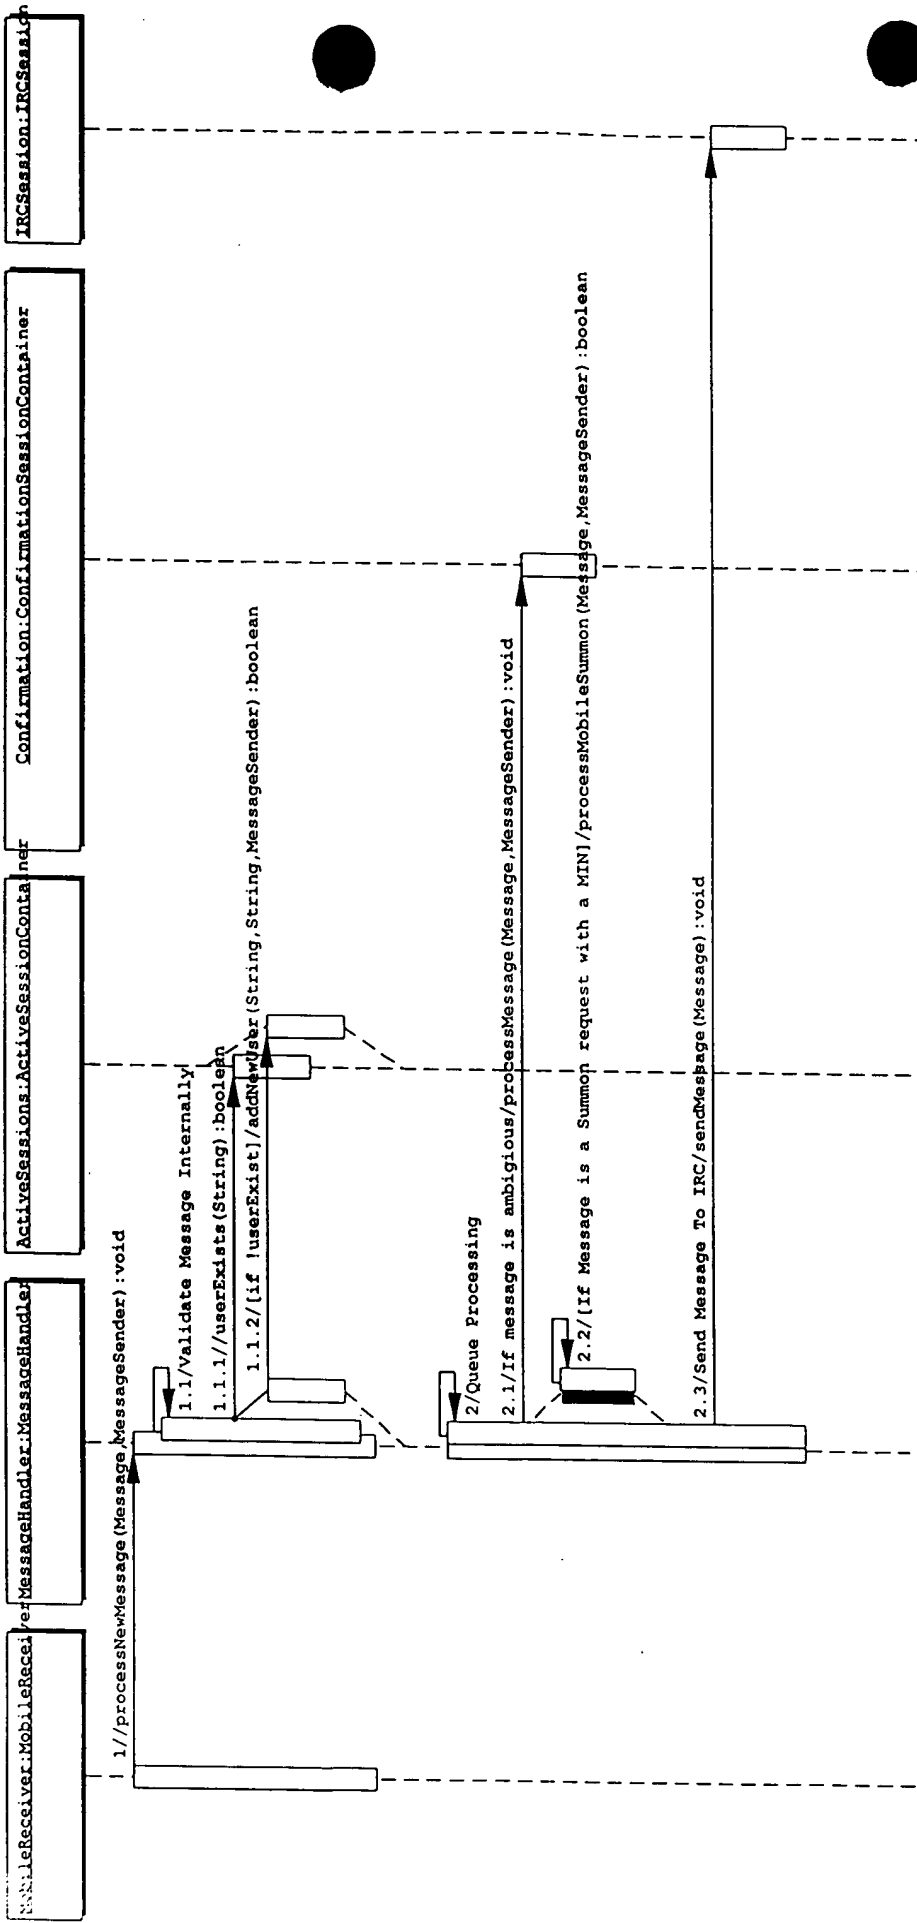 MobileReceiver:MobileReceiver
MessageHandler:MessageHandler
ActiveSessions:ActiveSessionContainer
Confirmation:ConfirmationSessionContainer
IRCSession:IRCSession
1//processNewMessage(Message,MessageSender):void
1.1/Validate Message Internally
1.1.1//userExists(String):boolean
1.1.2/[if !userExist]/addNewUser(String,String,MessageSender):boolean
2/Queue Processing
2.1/If message is ambigious/processMessage(Message,MessageSender):void
2.2/[If Message is a Summon request with a MIN]/processMobileSummon(Message,MessageSender):boolean
2.3/Send Message To IRC/sendMessage(Message):void